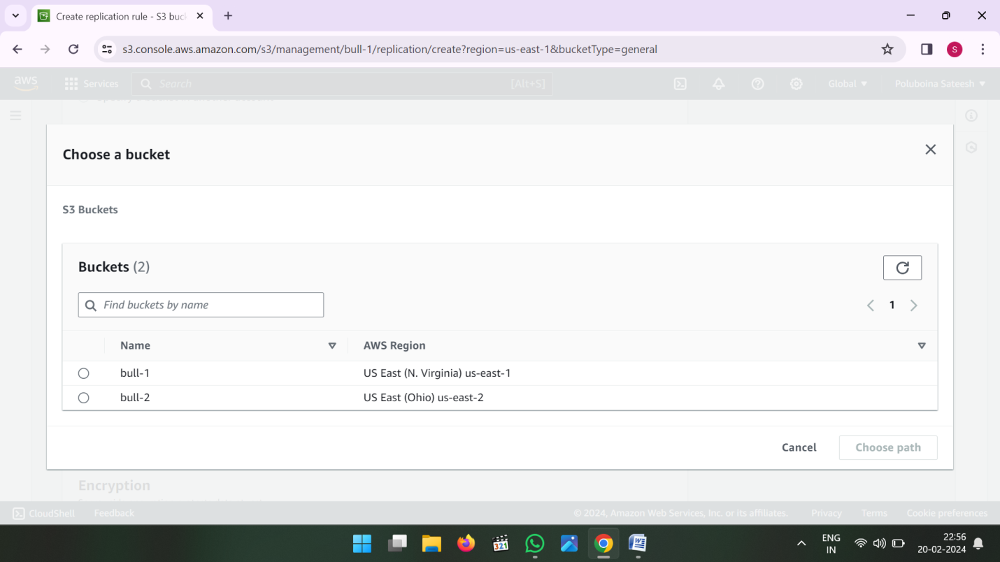 Create replication rule - S3 buc
s3.console.aws.amazon.com/s3/management/bull-1/replication/create?region=us-east-1&bucketType=general
S
aws
Services
Search
[Alt+S]
Global
Poluboina Sateesh
Choose a bucket
S3 Buckets
Buckets (2)
Find buckets by name
1
Name
AWS Region
bull-1
US East (N. Virginia) us-east-1
bull-2
US East (Ohio) us-east-2
Cancel
Choose path
Encryption
CloudShell
Feedback
© 2024, Amazon Web Services, Inc. or its affiliates.
Privacy
Terms
Cookie preferences
321
W
ENG
IN
22:56
20-02-2024